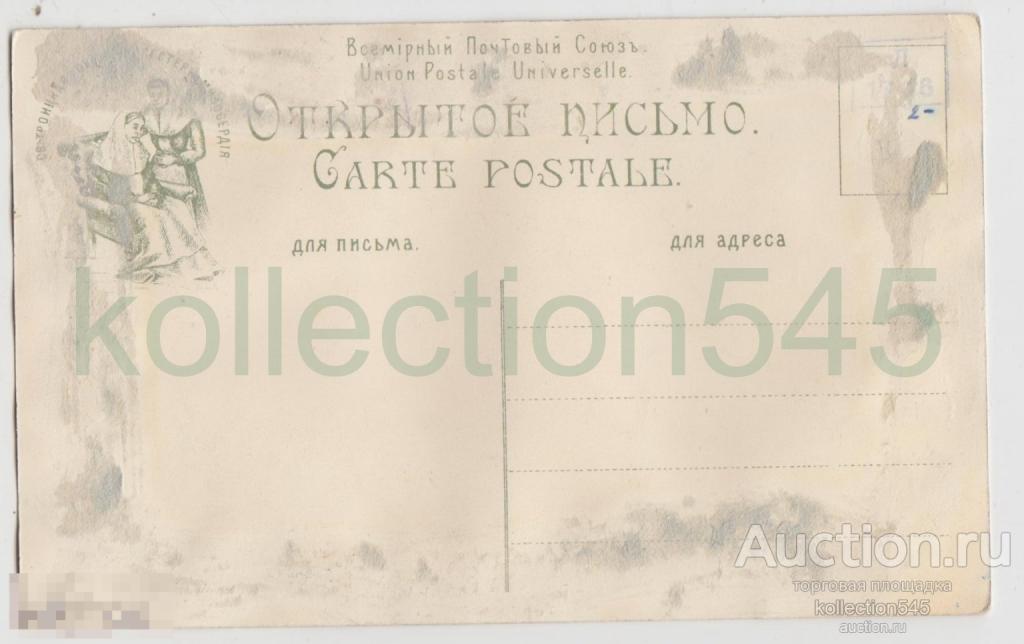 Всемірный Почтовый Союзъ.
Union Postale Universelle.
ОТКРЫТОЕ ПИСЬМО.
CARTE POSTALE.
для письма.
для адреса
2-
kollection545
Auction.ru
торговая площадка
kollection545
auction.ru